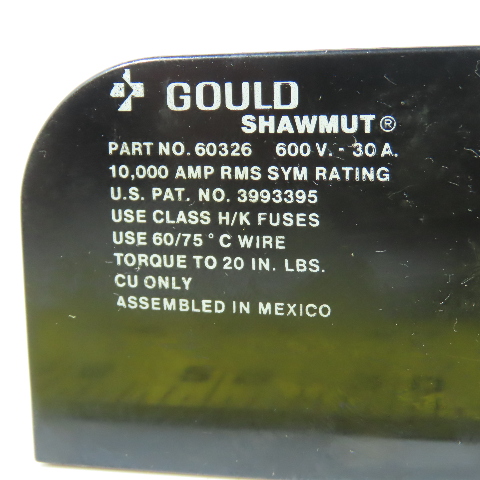 GOULD
SHAWMUT®
PART NO. 60326 600 V. - 30 A.
10,000 AMP RMS SYM RATING
U.S. PAT. NO. 3993395
USE CLASS H/K FUSES
USE 60/75 °C WIRE
TORQUE TO 20 IN. LBS.
CU ONLY
ASSEMBLED IN MEXICO